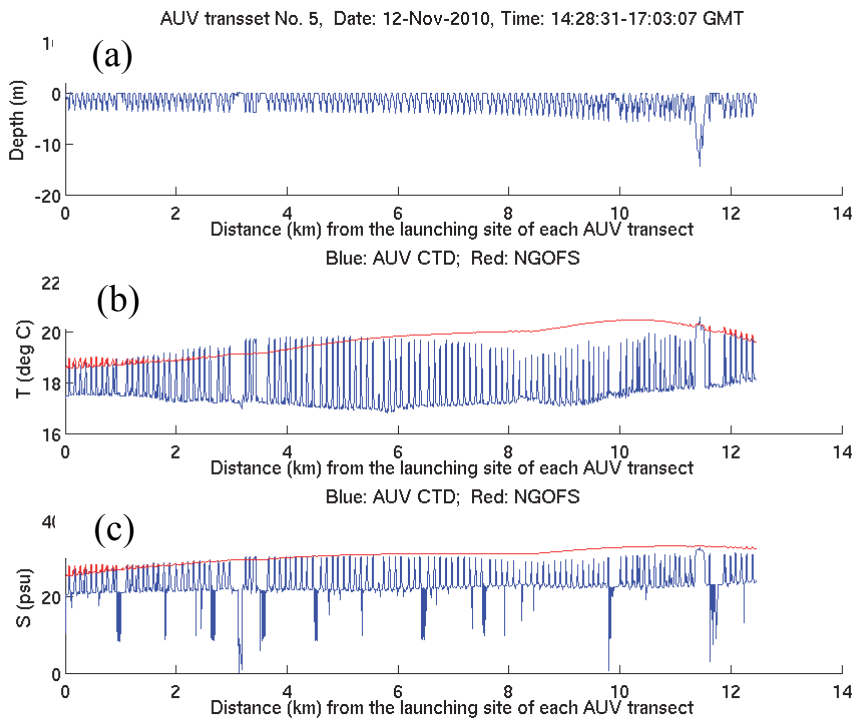 AUV transset No. 5, Date: 12-Nov-2010, Time: 14:28:31-17:03:07 GMT
(a)
10
0
-10
-20
Depth (m)
0 2 4 6 8 10 12 14
Distance (km) from the launching site of each AUV transect
Blue: AUV CTD; Red: NGOFS
(b)
22
20
18
16
T (deg C)
0 2 4 6 8 10 12 14
Distance (km) from the launching site of each AUV transect
Blue: AUV CTD; Red: NGOFS
(c)
40
20
0
S (psu)
0 2 4 6 8 10 12 14
Distance (km) from the launching site of each AUV transect